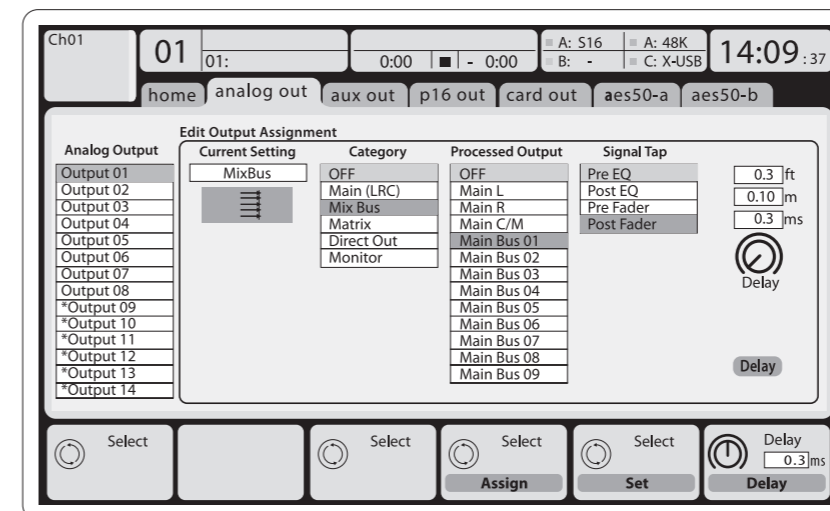 Ch01
01
01:
0:00 - 0:00
A: S16
B: -
A: 48K
C: X-USB
14:09:37
home
analog out
aux out
p16 out
card out
aes50-a
aes50-b
Edit Output Assignment
Analog Output
Output 01
Output 02
Output 03
Output 04
Output 05
Output 06
Output 07
Output 08
*Output 09
*Output 10
*Output 11
*Output 12
*Output 13
*Output 14
Current Setting
MixBus
Category
OFF
Main (LRC)
Mix Bus
Matrix
Direct Out
Monitor
Processed Output
OFF
Main L
Main R
Main C/M
Main Bus 01
Main Bus 02
Main Bus 03
Main Bus 04
Main Bus 05
Main Bus 06
Main Bus 07
Main Bus 08
Main Bus 09
Signal Tap
Pre EQ
Post EQ
Pre Fader
Post Fader
0.3 ft
0.10 m
0.3 ms
Delay
Delay
Select
Select
Select
Assign
Select
Set
Delay
0.3 ms
Delay